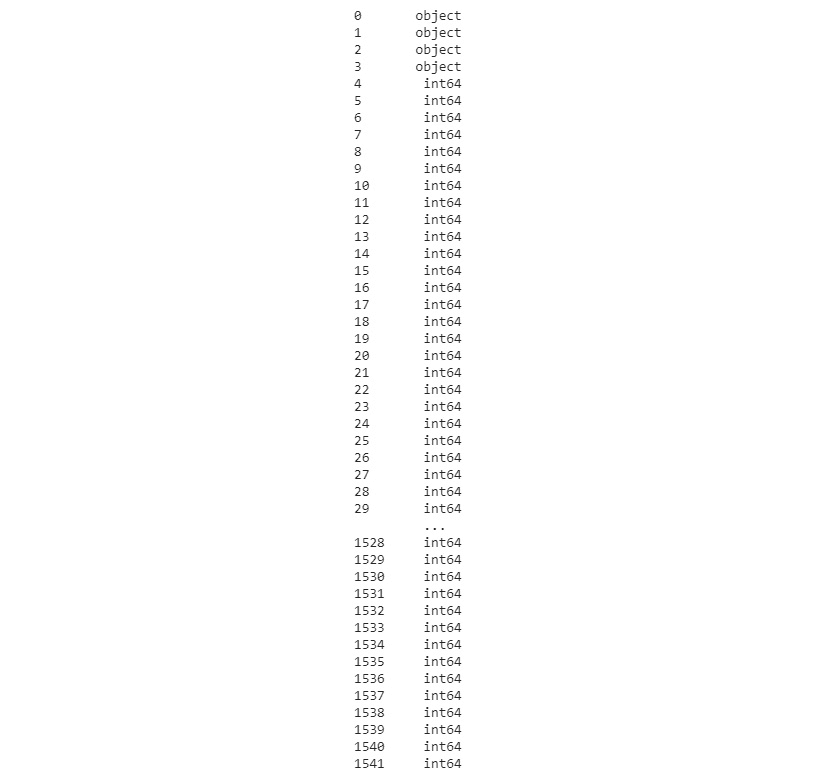 0       object
1       object
2       object
3       object
4        int64
5        int64
6        int64
7        int64
8        int64
9        int64
10       int64
11       int64
12       int64
13       int64
14       int64
15       int64
16       int64
17       int64
18       int64
19       int64
20       int64
21       int64
22       int64
23       int64
24       int64
25       int64
26       int64
27       int64
28       int64
29       int64
         ...
1528     int64
1529     int64
1530     int64
1531     int64
1532     int64
1533     int64
1534     int64
1535     int64
1536     int64
1537     int64
1538     int64
1539     int64
1540     int64
1541     int64